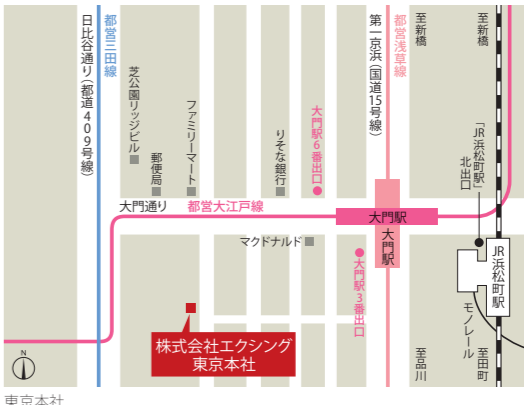 日比谷通り(都道409号線)
都営三田線
芝公園リッジビル
郵便局
ファミリーマート
りそな銀行
大門駅6番出口
第一京浜(国道15号線)
都営浅草線
至新橋
至新橋
「JR浜松町駅」
北出口
大門通り
都営大江戸線
大門駅
大門駅
マクドナルド
大門駅3番出口
JR浜松町駅
モノレール
株式会社エクシング
東京本社
至品川
至田町
N
東京本社